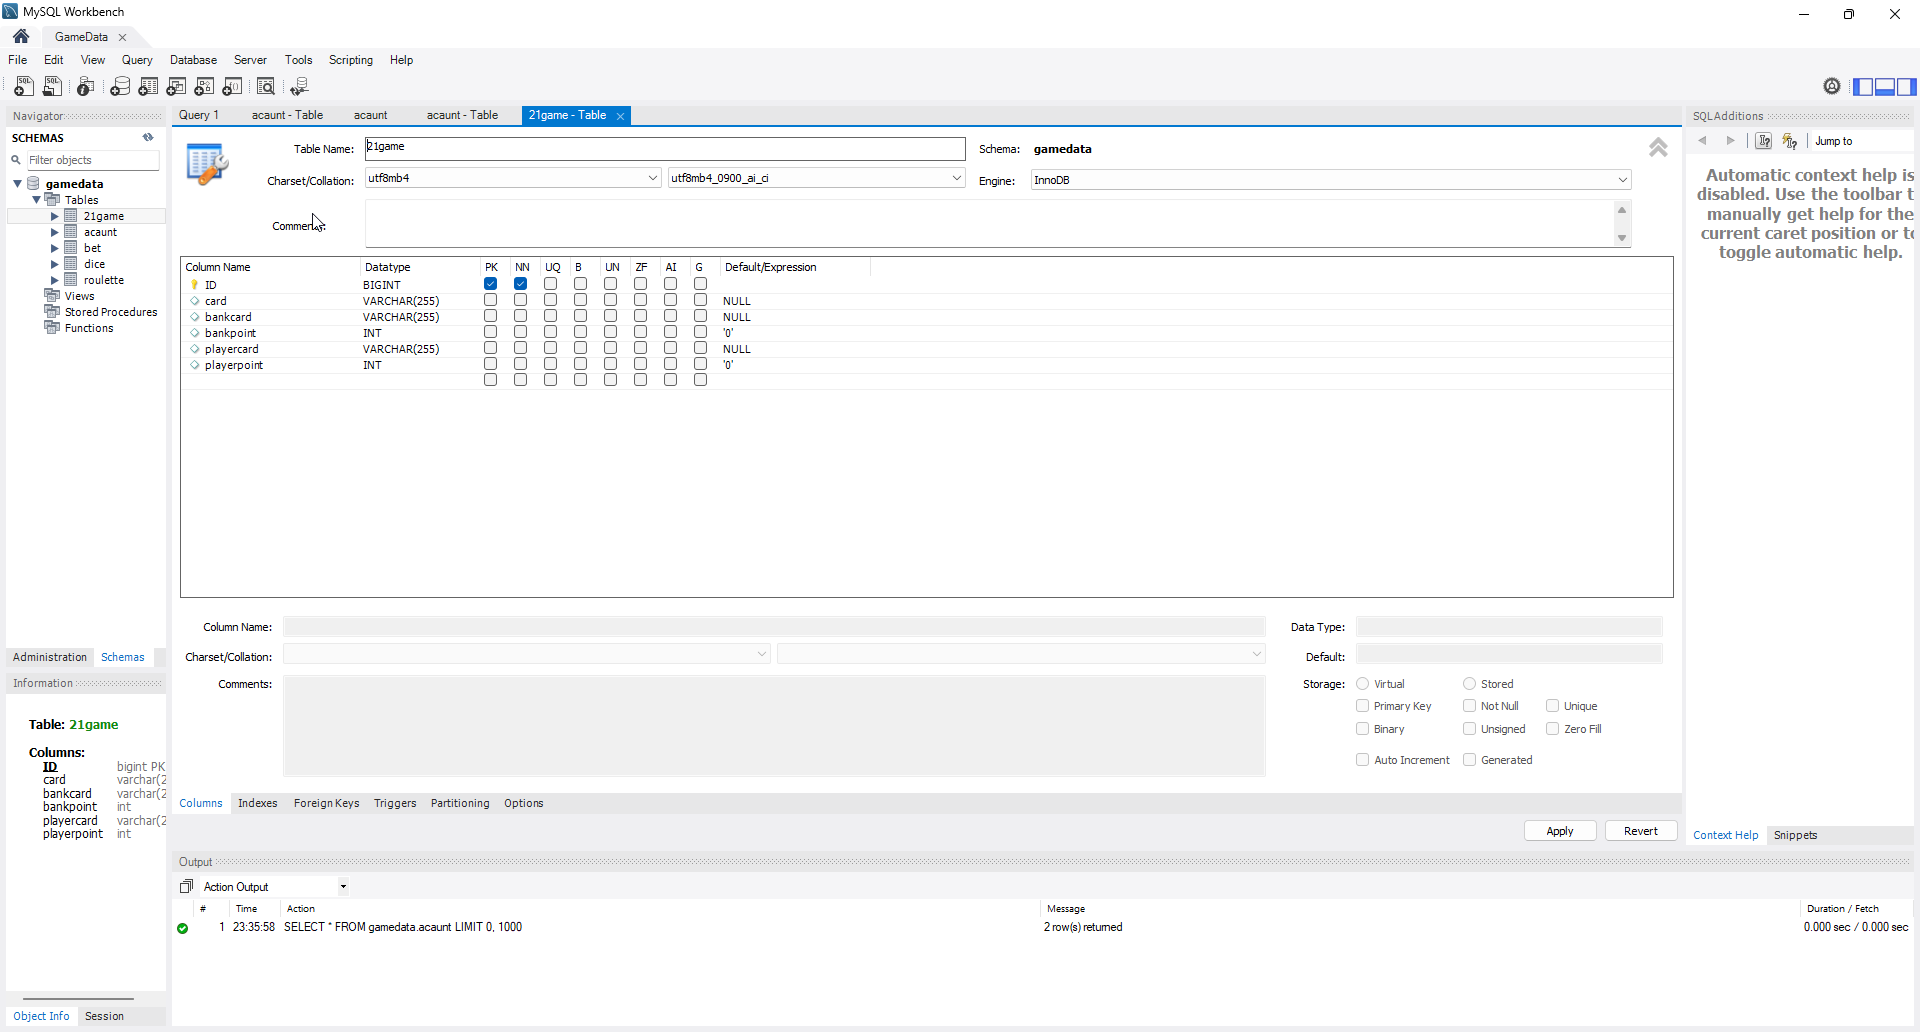 MySQL Workbench
GameData
File Edit View Query Database Server Tools Scripting Help
Navigator
SCHEMAS
Filter objects
gamedata
Tables
21game
acaunt
bet
dice
roulette
Views
Stored Procedures
Functions
Administration Schemas
Information
Table: 21game
Columns:
ID bigint PK
card varchar(2
bankcard varchar(2
bankpoint int
playercard varchar(2
playerpoint int
Object Info Session
Query 1 acaunt - Table acaunt acaunt - Table 21game - Table
Table Name: 21game Schema: gamedata
Charset/Collation: utf8mb4 utf8mb4_0900_ai_ci Engine: InnoDB
Comments:
Column Name Datatype PK NN UQ B UN ZF AI G Default/Expression
ID BIGINT
card VARCHAR(255) NULL
bankcard VARCHAR(255) NULL
bankpoint INT '0'
playercard VARCHAR(255) NULL
playerpoint INT '0'
Column Name: Data Type:
Charset/Collation: Default:
Comments: Storage: Virtual Stored
Primary Key Not Null Unique
Binary Unsigned Zero Fill
Auto Increment Generated
Columns Indexes Foreign Keys Triggers Partitioning Options
Apply Revert
Output
Action Output
# Time Action Message Duration / Fetch
1 23:35:58 SELECT * FROM gamedata.acaunt LIMIT 0, 1000 2 row(s) returned 0.000 sec / 0.000 sec
SQLAdditions
Jump to
Automatic context help is
disabled. Use the toolbar t
manually get help for the
current caret position or to
toggle automatic help.
Context Help Snippets